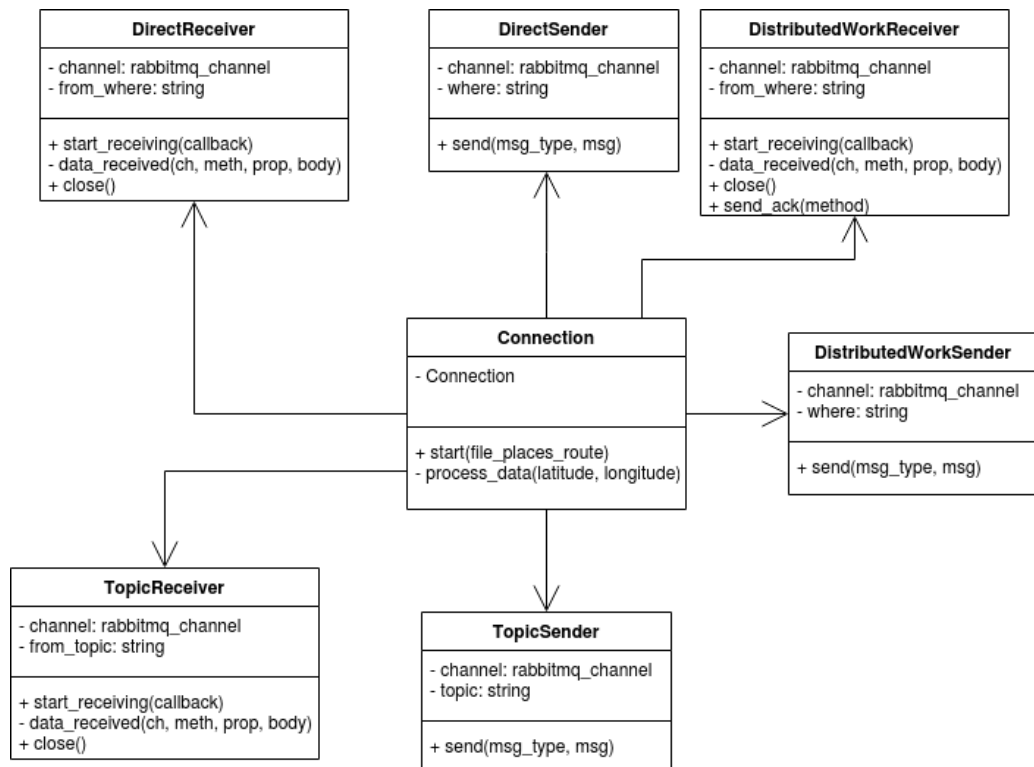 DirectReceiver
- channel: rabbitmq_channel
- from_where: string
+ start_receiving(callback)
- data_received(ch, meth, prop, body)
+ close()
DirectSender
- channel: rabbitmq_channel
- where: string
+ send(msg_type, msg)
DistributedWorkReceiver
- channel: rabbitmq_channel
- from_where: string
+ start_receiving(callback)
- data_received(ch, meth, prop, body)
+ close()
+ send_ack(method)
Connection
- Connection
+ start(file_places_route)
- process_data(latitude, longitude)
DistributedWorkSender
- channel: rabbitmq_channel
- where: string
+ send(msg_type, msg)
TopicReceiver
- channel: rabbitmq_channel
- from_topic: string
+ start_receiving(callback)
- data_received(ch, meth, prop, body)
+ close()
TopicSender
- channel: rabbitmq_channel
- topic: string
+ send(msg_type, msg)